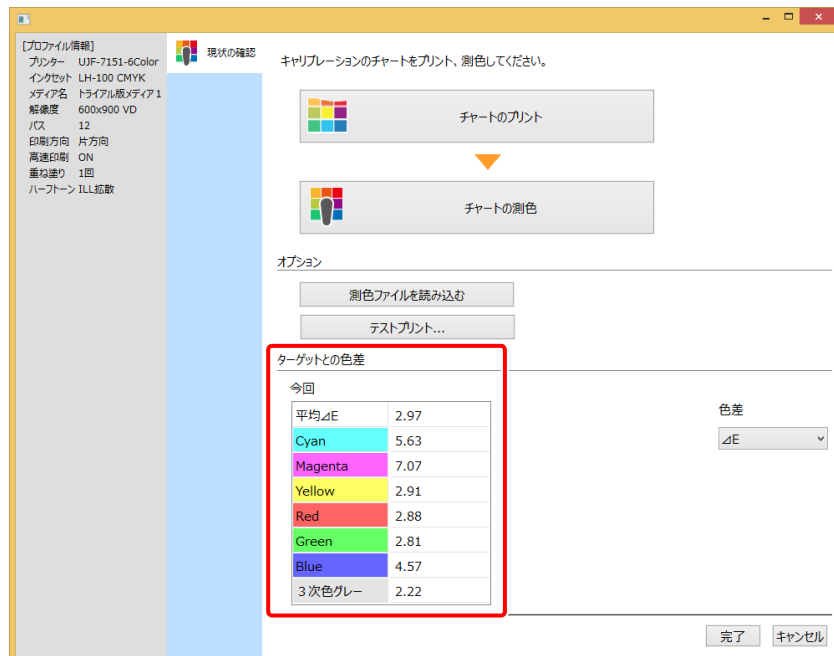 [プロファイル情報]
プリンター UJF-7151-6Color
インクセット LH-100 CMYK
メディア名 トライアル版メディア1
解像度 600x900 VD
パス 12
印刷方向 片方向
高速印刷 ON
重ね塗り 1回
ハーフトーン ILL拡散
現状の確認
キャリブレーションのチャートをプリント、測色してください。
チャートのプリント
チャートの測色
オプション
測色ファイルを読み込む
テストプリント...
ターゲットとの色差
今回
平均⊿E 2.97
Cyan 5.63
Magenta 7.07
Yellow 2.91
Red 2.88
Green 2.81
Blue 4.57
３次色グレー 2.22
色差
⊿E
完了 キャンセル